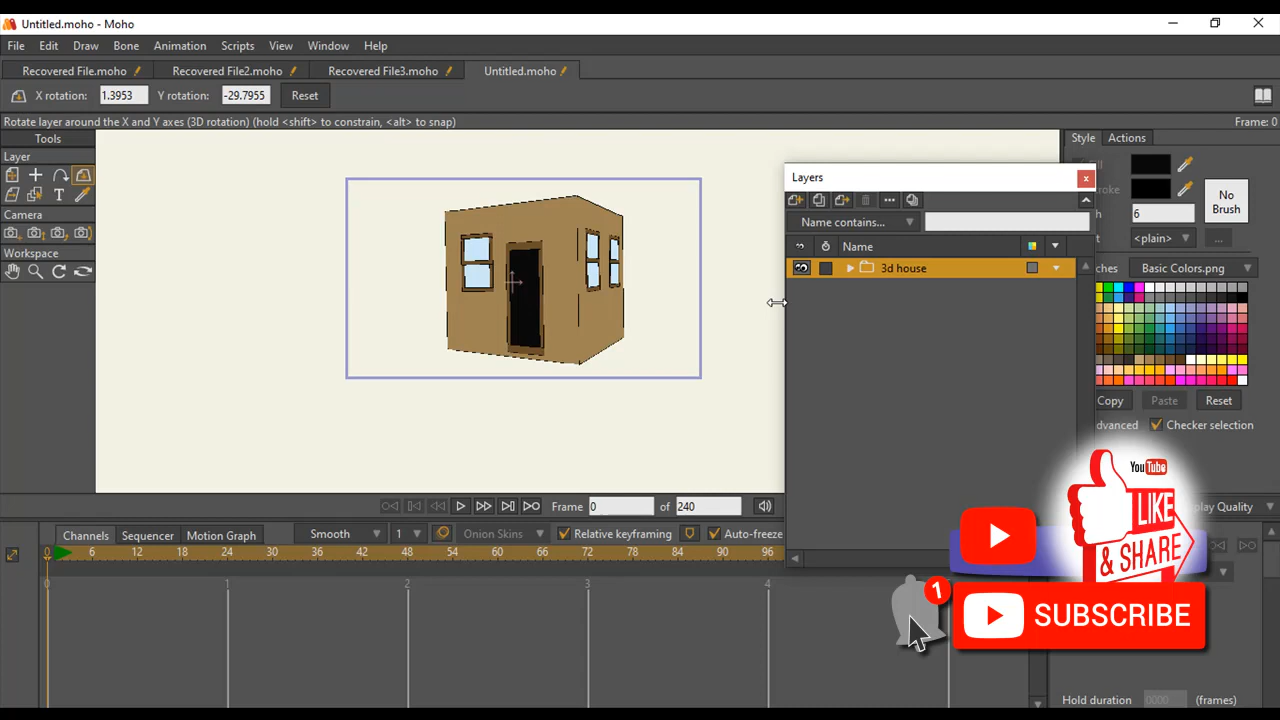 Untitled.moho - Moho
File Edit Draw Bone Animation Scripts View Window Help
Recovered File.moho Recovered File2.moho Recovered File3.moho Untitled.moho
X rotation: 1.3953 Y rotation: -29.7955 Reset
Rotate layer around the X and Y axes (3D rotation) (hold <shift> to constrain, <alt> to snap) Frame: 0
Tools
Style Actions
Layer
Camera
Workspace
T
Layers
Name contains...
Name
3d house
No
Brush
6
<plain> ...
Basic Colors.png
Copy Paste Reset
Checker selection
Frame 0 of 240
Channels Sequencer Motion Graph Smooth 1 Onion Skins Relative keyframing Auto-freeze
0 6 12 18 24 30 36 42 48 54 60 66 72 78 84 90 96
0 1 2 3 4
You Tube
LIKE
& SHARE
1
SUBSCRIBE
Hold duration 0000 (frames)